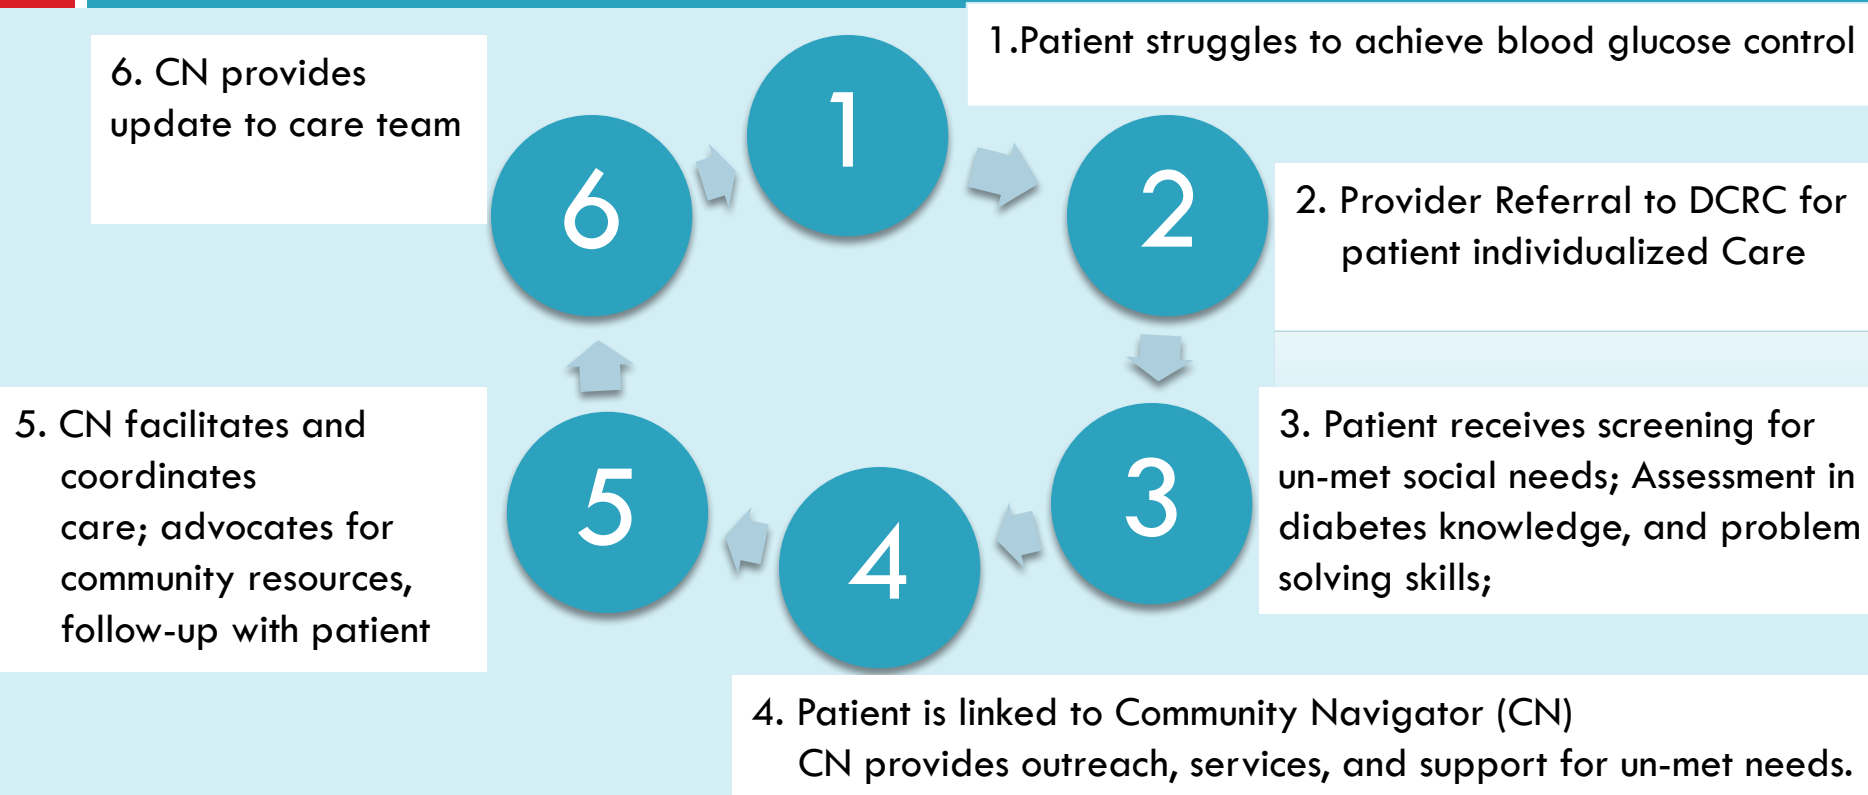 1.Patient struggles to achieve blood glucose control
1
2
2. Provider Referral to DCRC for
patient individualized Care
3
3. Patient receives screening for
un-met social needs; Assessment in
diabetes knowledge, and problem
solving skills;
4
4. Patient is linked to Community Navigator (CN)
CN provides outreach, services, and support for un-met needs.
5
5. CN facilitates and
coordinates
care; advocates for
community resources,
follow-up with patient
6
6. CN provides
update to care team